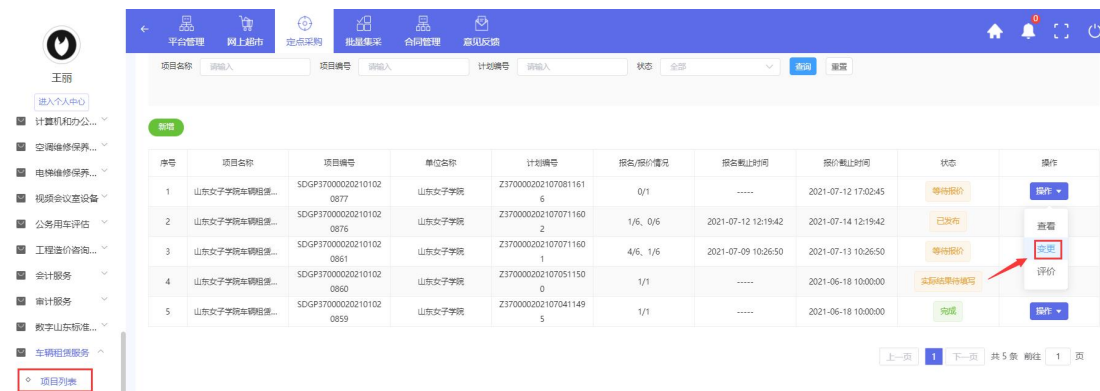 平台管理 网上超市 定点采购 批量集采 合同管理 意见反馈
0
王丽
进入个人中心
计算机和办公...
空调维修保养...
电梯维修保养...
视频会议室设备
公务用车评估
工程造价咨询...
会计服务
审计服务
数字山东标准...
车辆租赁服务
项目列表
项目名称 请输入 项目编号 请输入 计划编号 请输入 状态 全部 查询 重置
新增
序号 项目名称 项目编号 单位名称 计划编号 报名/报价情况 报名截止时间 报价截止时间 状态 操作
1 山东女子学院车辆租赁... SDGP37000020210102 山东女子学院 Z370000202107081161 0/1 ----- 2021-07-12 17:02:45 等待报价 操作
0877 6
2 山东女子学院车辆租赁... SDGP37000020210102 山东女子学院 Z370000202107071160 1/6、0/6 2021-07-12 12:19:42 2021-07-14 12:19:42 已发布
0876 2
查看
3 山东女子学院车辆租赁... SDGP37000020210102 山东女子学院 Z370000202107071160 4/6、1/6 2021-07-09 10:26:50 2021-07-13 10:26:50 等待报价
0861 1
变更
4 山东女子学院车辆租赁... SDGP37000020210102 山东女子学院 Z370000202107051150 1/1 ----- 2021-06-18 10:00:00 实际结果待填写
0860 0
评价
5 山东女子学院车辆租赁... SDGP37000020210102 山东女子学院 Z370000202107041149 1/1 ----- 2021-06-18 10:00:00 完成 操作
0859 5
上一页 1 下一页 共 5 条 前往 1 页